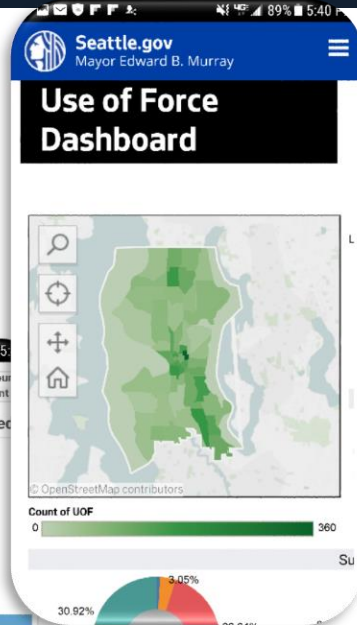 89% 5:40
Seattle.gov
Mayor Edward B. Murray
Use of Force
Dashboard
© OpenStreetMap contributors
Count of UOF
0 360
Su
3.05%
30.92%